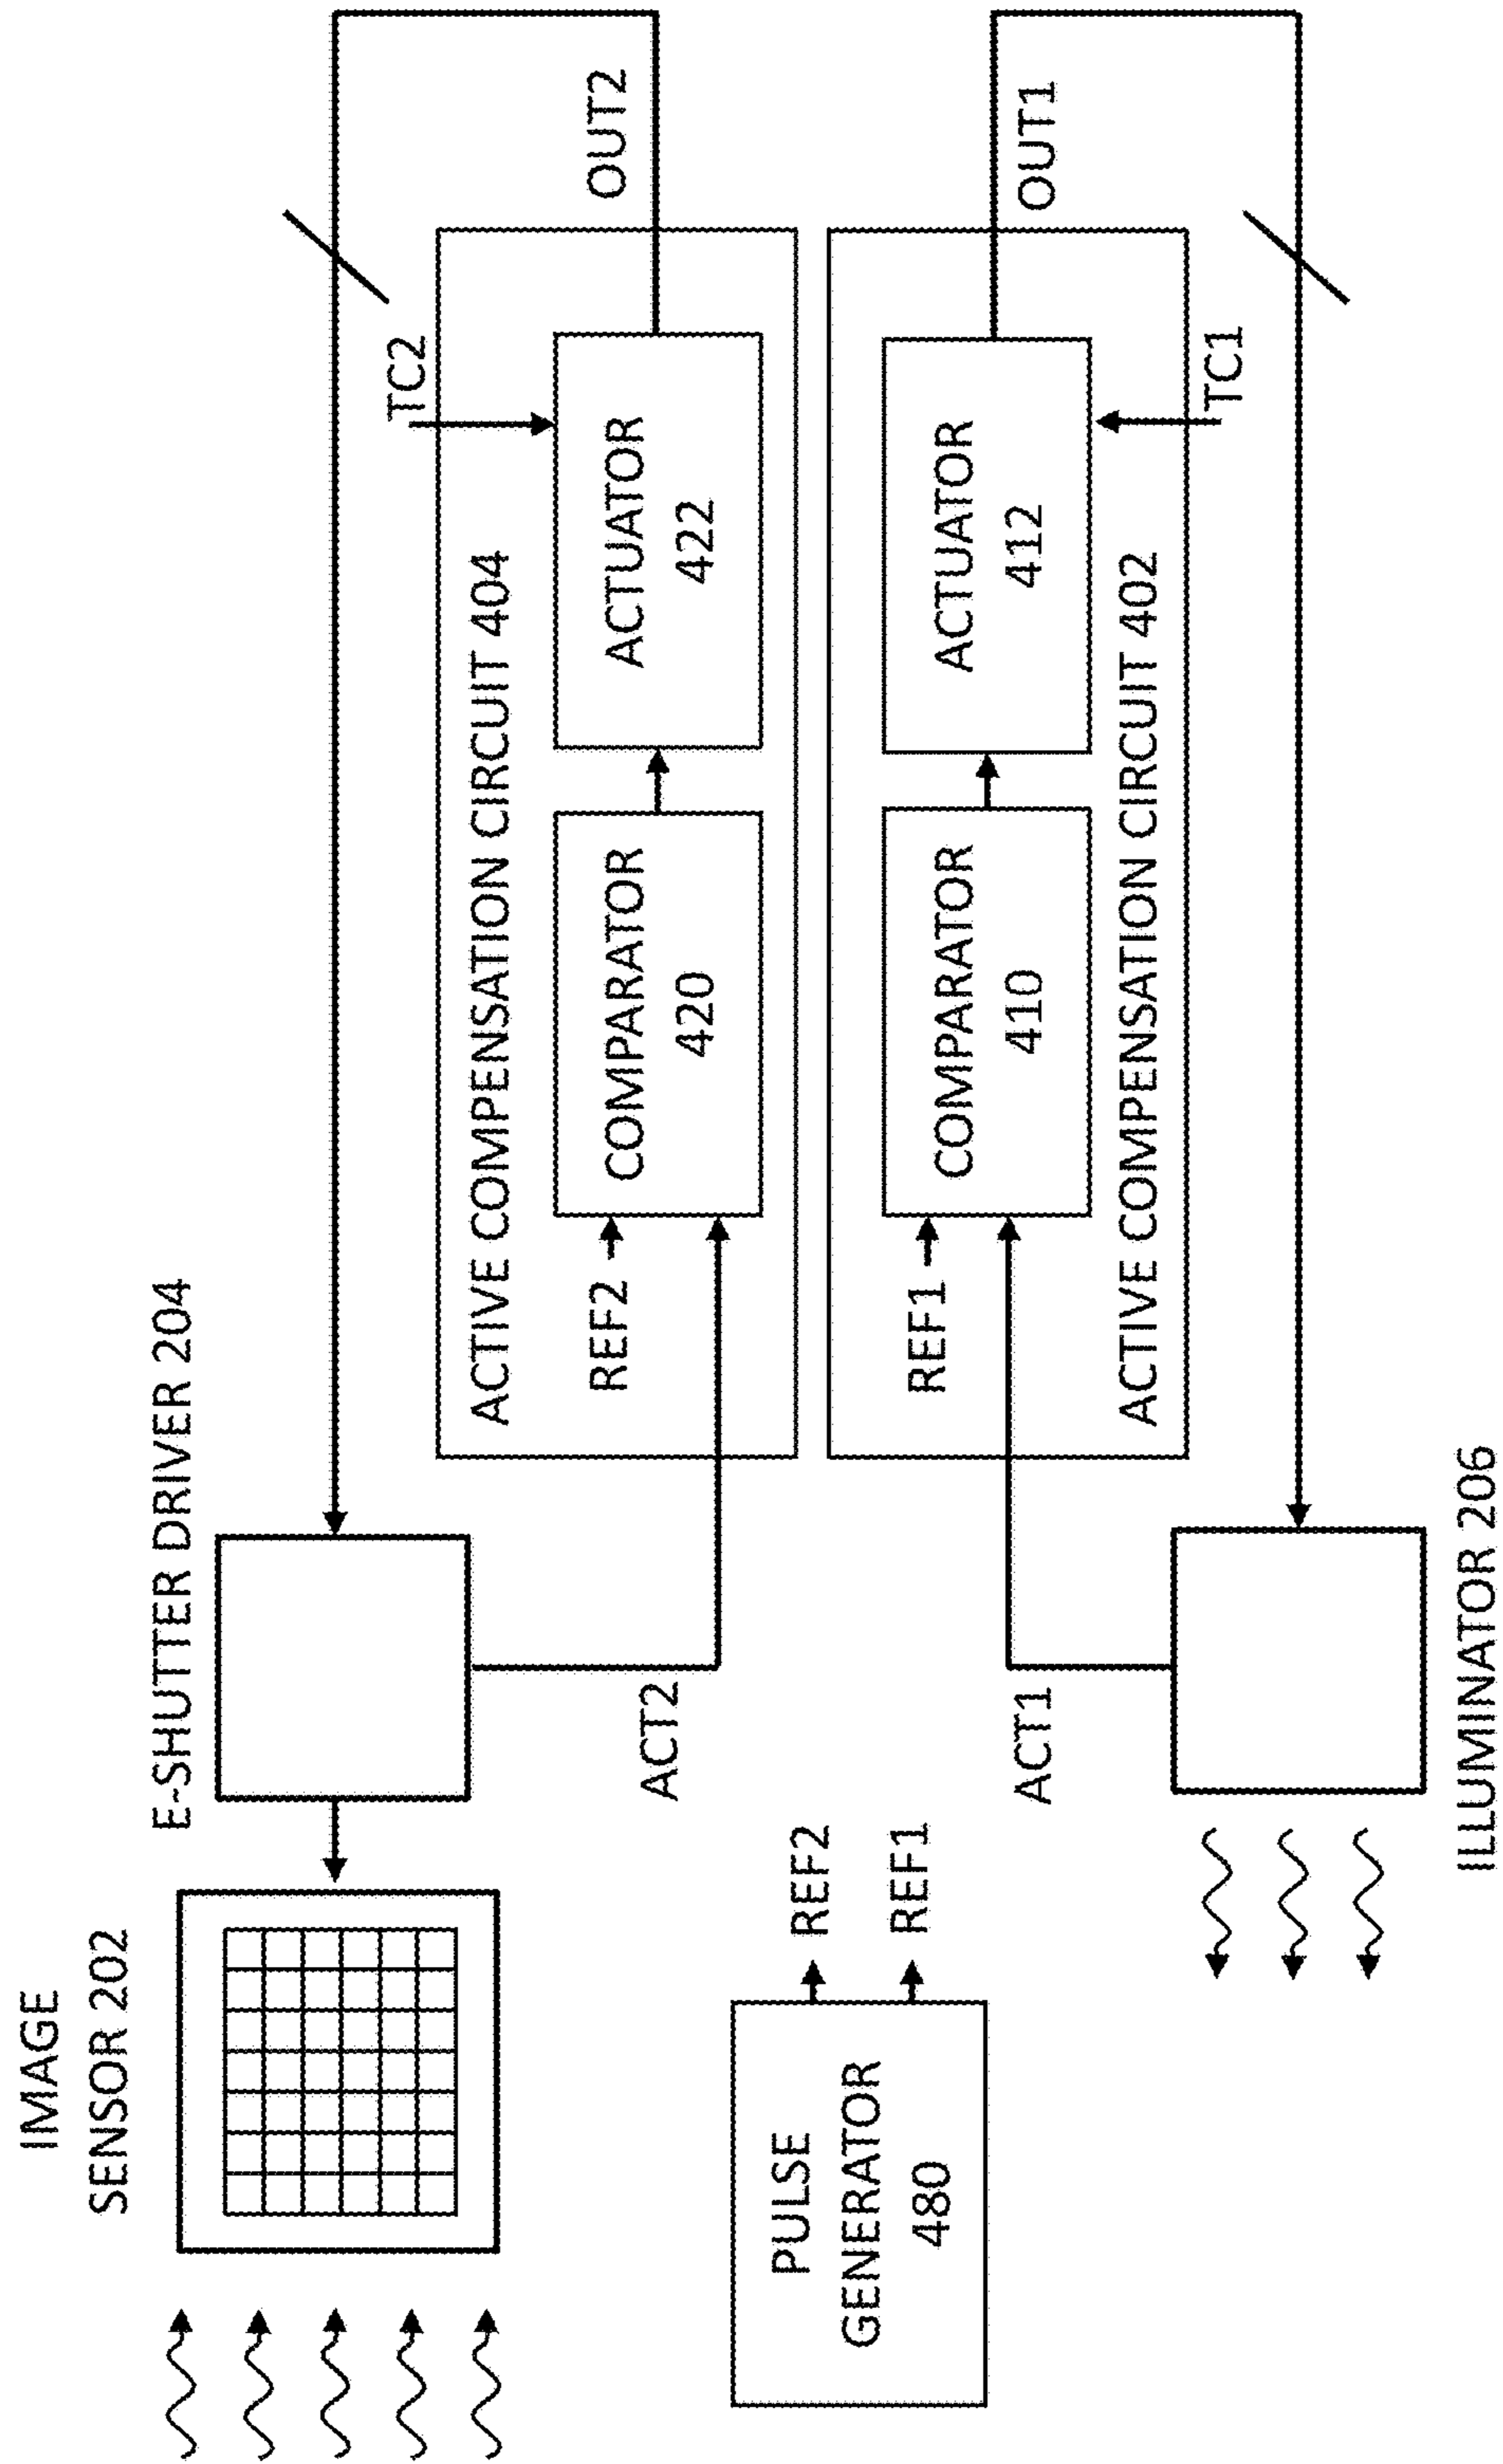 IMAGE
SENSOR 202
E-SHUTTER DRIVER 204
ACTIVE COMPENSATION CIRCUIT 404
TC2
REF2
COMPARATOR
420
ACTUATOR
422
OUT2
ACT2
PULSE
GENERATOR
480
REF2
REF1
ACT1
REF1
COMPARATOR
410
ACTUATOR
412
OUT1
ACTIVE COMPENSATION CIRCUIT 402
TC1
ILLUMINATOR 206